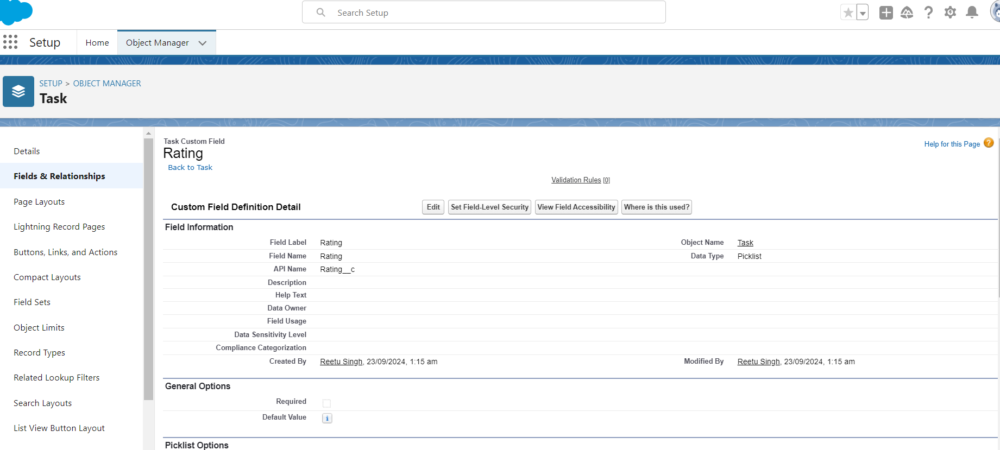 Search Setup
Setup
Home
Object Manager
SETUP > OBJECT MANAGER
Task
Details
Fields & Relationships
Page Layouts
Lightning Record Pages
Buttons, Links, and Actions
Compact Layouts
Field Sets
Object Limits
Record Types
Related Lookup Filters
Search Layouts
List View Button Layout
Task Custom Field
Rating
Back to Task
Help for this Page ?
Validation Rules [0]
Custom Field Definition Detail
Edit
Set Field-Level Security
View Field Accessibility
Where is this used?
Field Information
Field Label Rating
Object Name Task
Field Name Rating
Data Type Picklist
API Name Rating__c
Description
Help Text
Data Owner
Field Usage
Data Sensitivity Level
Compliance Categorization
Created By Reetu Singh, 23/09/2024, 1:15 am
Modified By Reetu Singh, 23/09/2024, 1:15 am
General Options
Required
Default Value i
Picklist Options